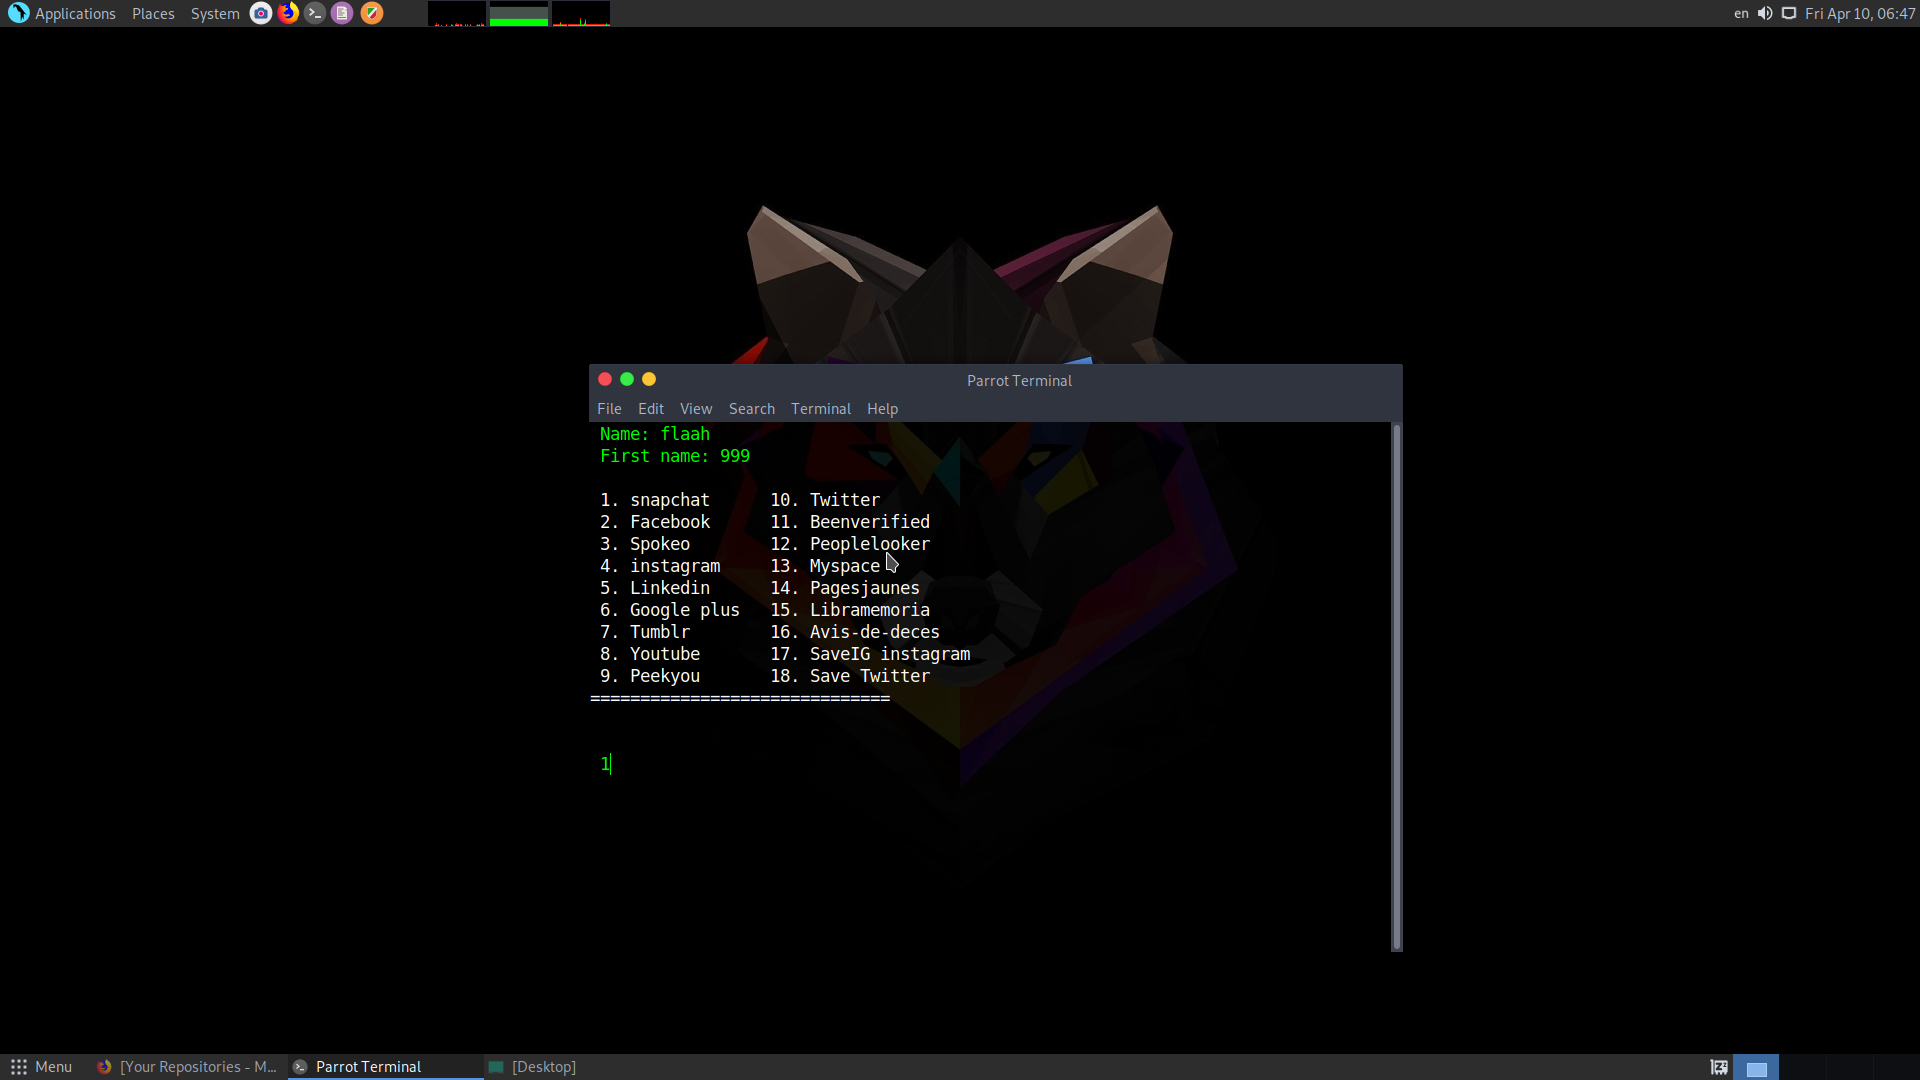 Applications Places System
en Fri Apr 10, 06:47
Parrot Terminal
File Edit View Search Terminal Help
Name: flaah
First name: 999
1. snapchat 10. Twitter
2. Facebook 11. Beenverified
3. Spokeo 12. Peoplelooker
4. instagram 13. Myspace
5. Linkedin 14. Pagesjaunes
6. Google plus 15. Libramemoria
7. Tumblr 16. Avis-de-deces
8. Youtube 17. SaveIG instagram
9. Peekyou 18. Save Twitter
==============================
1
Menu [Your Repositories - M... Parrot Terminal [Desktop]